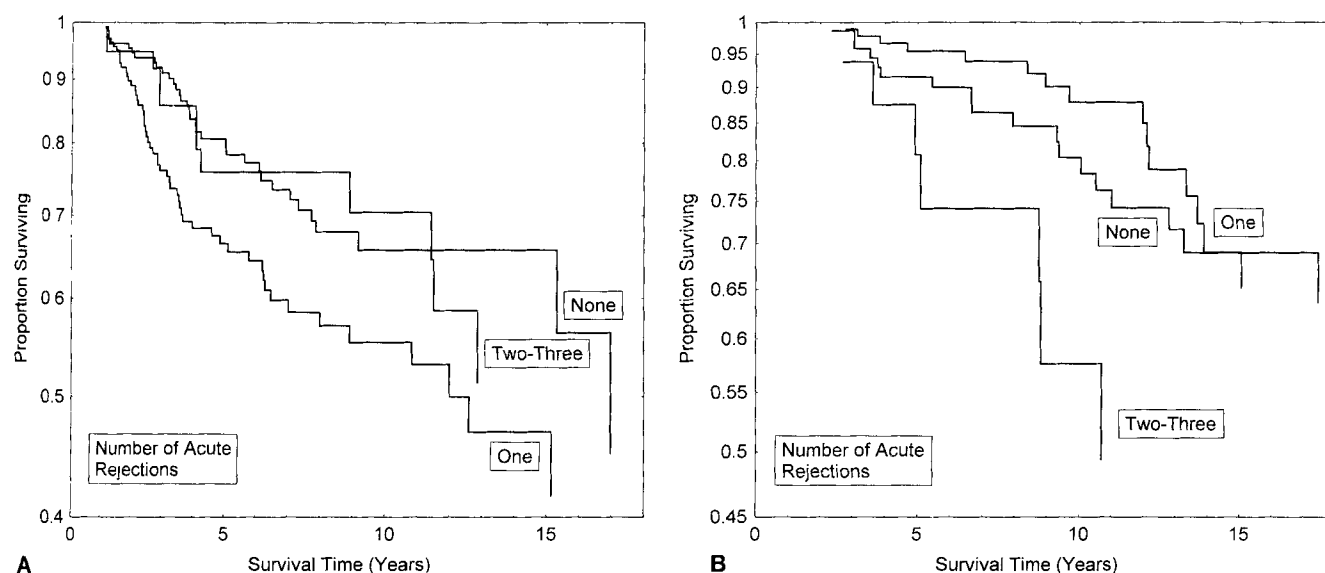 1
0.9
0.8
0.7
0.6
0.5
0.4
0
5
10
15
Proportion Surviving
Survival Time (Years)
None
Two-Three
One
Number of Acute
Rejections
A
1
0.95
0.9
0.85
0.8
0.75
0.7
0.65
0.6
0.55
0.5
0.45
0
5
10
15
Proportion Surviving
Survival Time (Years)
None
One
Two-Three
Number of Acute
Rejections
B